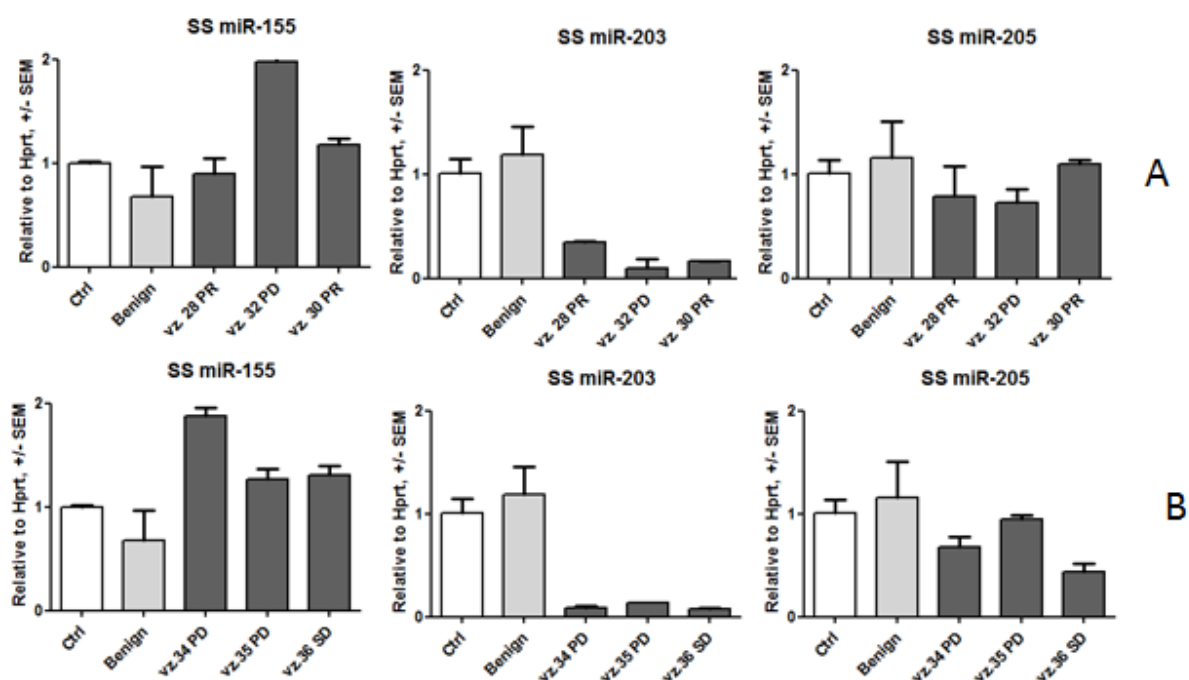 SS miR-155
Relative to Hprt, +/- SEM
2
1
0
Ctrl
Benign
vz. 28 PR
vz. 32 PD
vz. 30 PR
SS miR-203
Relative to Hprt, +/- SEM
2
1
0
Ctrl
Benign
vz. 28 PR
vz. 32 PD
vz. 30 PR
SS miR-205
Relative to Hprt, +/- SEM
2
1
0
Ctrl
Benign
vz. 28 PR
vz. 32 PD
vz. 30 PR
A
SS miR-155
Relative to Hprt, +/- SEM
2
1
0
Ctrl
Benign
vz.34 PD
vz.35 PD
vz.36 SD
SS miR-203
Relative to Hprt, +/- SEM
2
1
0
Ctrl
Benign
vz.34 PD
vz.35 PD
vz.36 SD
SS miR-205
Relative to Hprt, +/- SEM
2
1
0
Ctrl
Benign
vz.34 PD
vz.35 PD
vz.36 SD
B